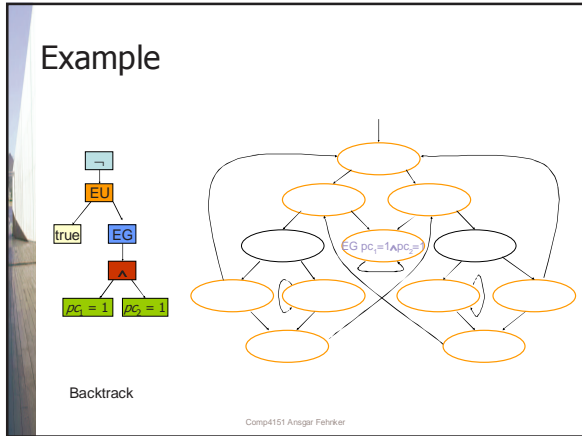 Example
¬
EU
true
EG
∧
pc₁ = 1
pc₂ = 1
EG pc₁=1∧pc₂=1
Backtrack
Comp4151 Ansgar Fehnker